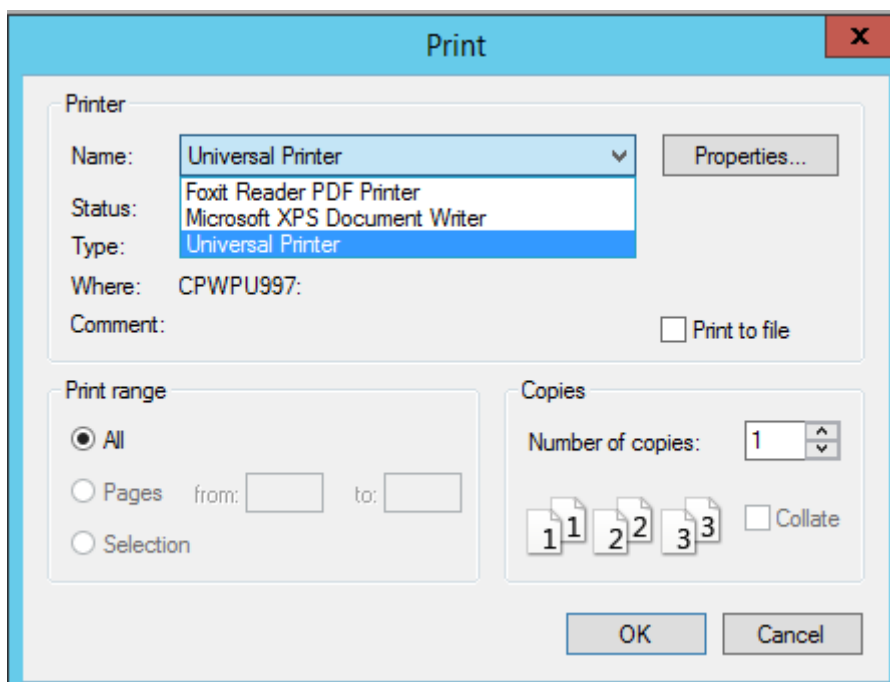 Print
x
Printer
Name: Universal Printer Properties...
Foxit Reader PDF Printer
Status:
Microsoft XPS Document Writer
Type: Universal Printer
Where: CPWPU997:
Comment: Print to file
Print range
All
Pages from: to:
Selection
Copies
Number of copies: 1
1 1 2 2 3 3 Collate
OK Cancel